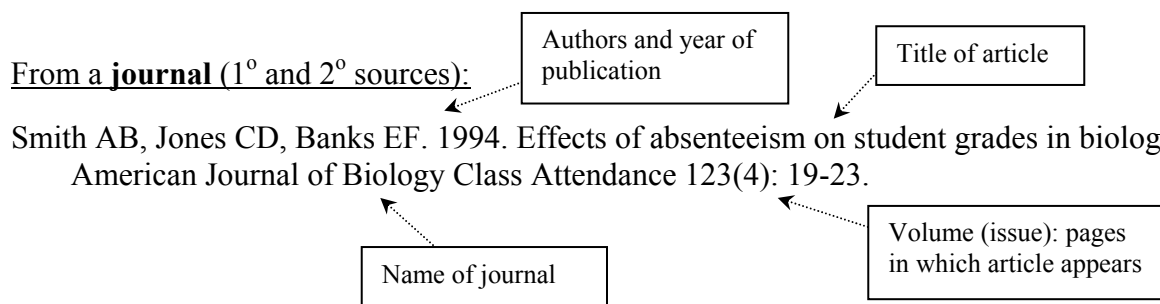 Authors and year of
publication
Title of article
From a journal (1º and 2º sources):
Smith AB, Jones CD, Banks EF. 1994. Effects of absenteeism on student grades in biolog
American Journal of Biology Class Attendance 123(4): 19-23.
Name of journal
Volume (issue): pages
in which article appears